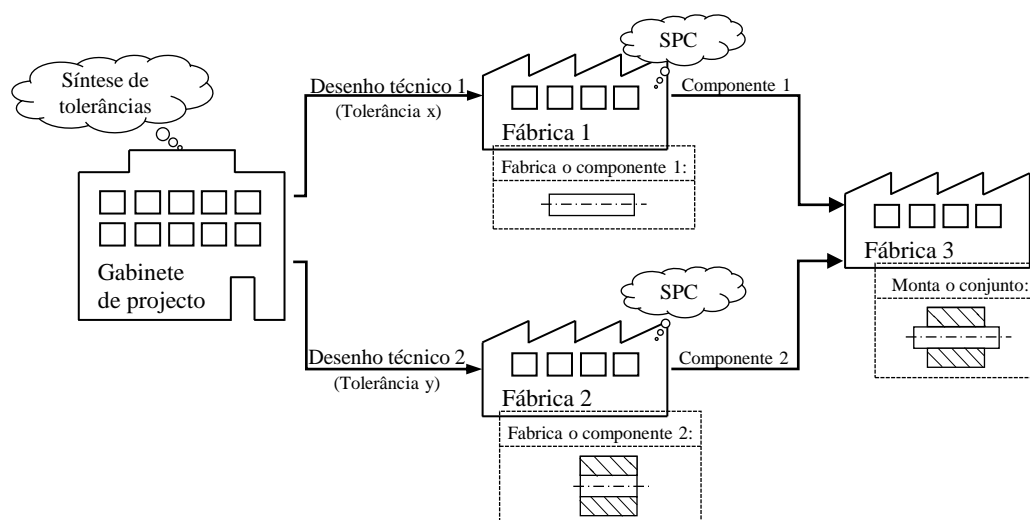 Síntese de
tolerâncias
Gabinete
de projecto
Desenho técnico 1
(Tolerância x)
SPC
Fábrica 1
Fabrica o componente 1:
Componente 1
Desenho técnico 2
(Tolerância y)
SPC
Fábrica 2
Fabrica o componente 2:
Componente 2
Fábrica 3
Monta o conjunto: